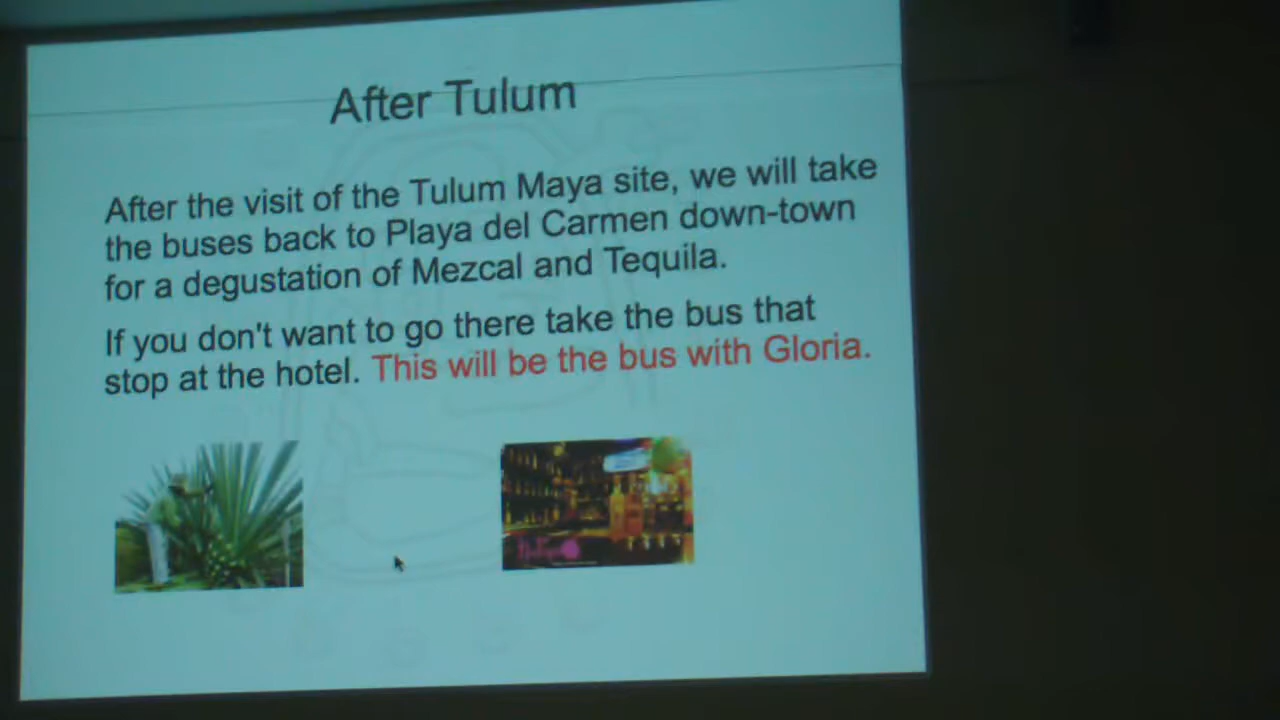 After Tulum
After the visit of the Tulum Maya site, we will take
the buses back to Playa del Carmen down-town
for a degustation of Mezcal and Tequila.
If you don't want to go there take the bus that
stop at the hotel. This will be the bus with Gloria.